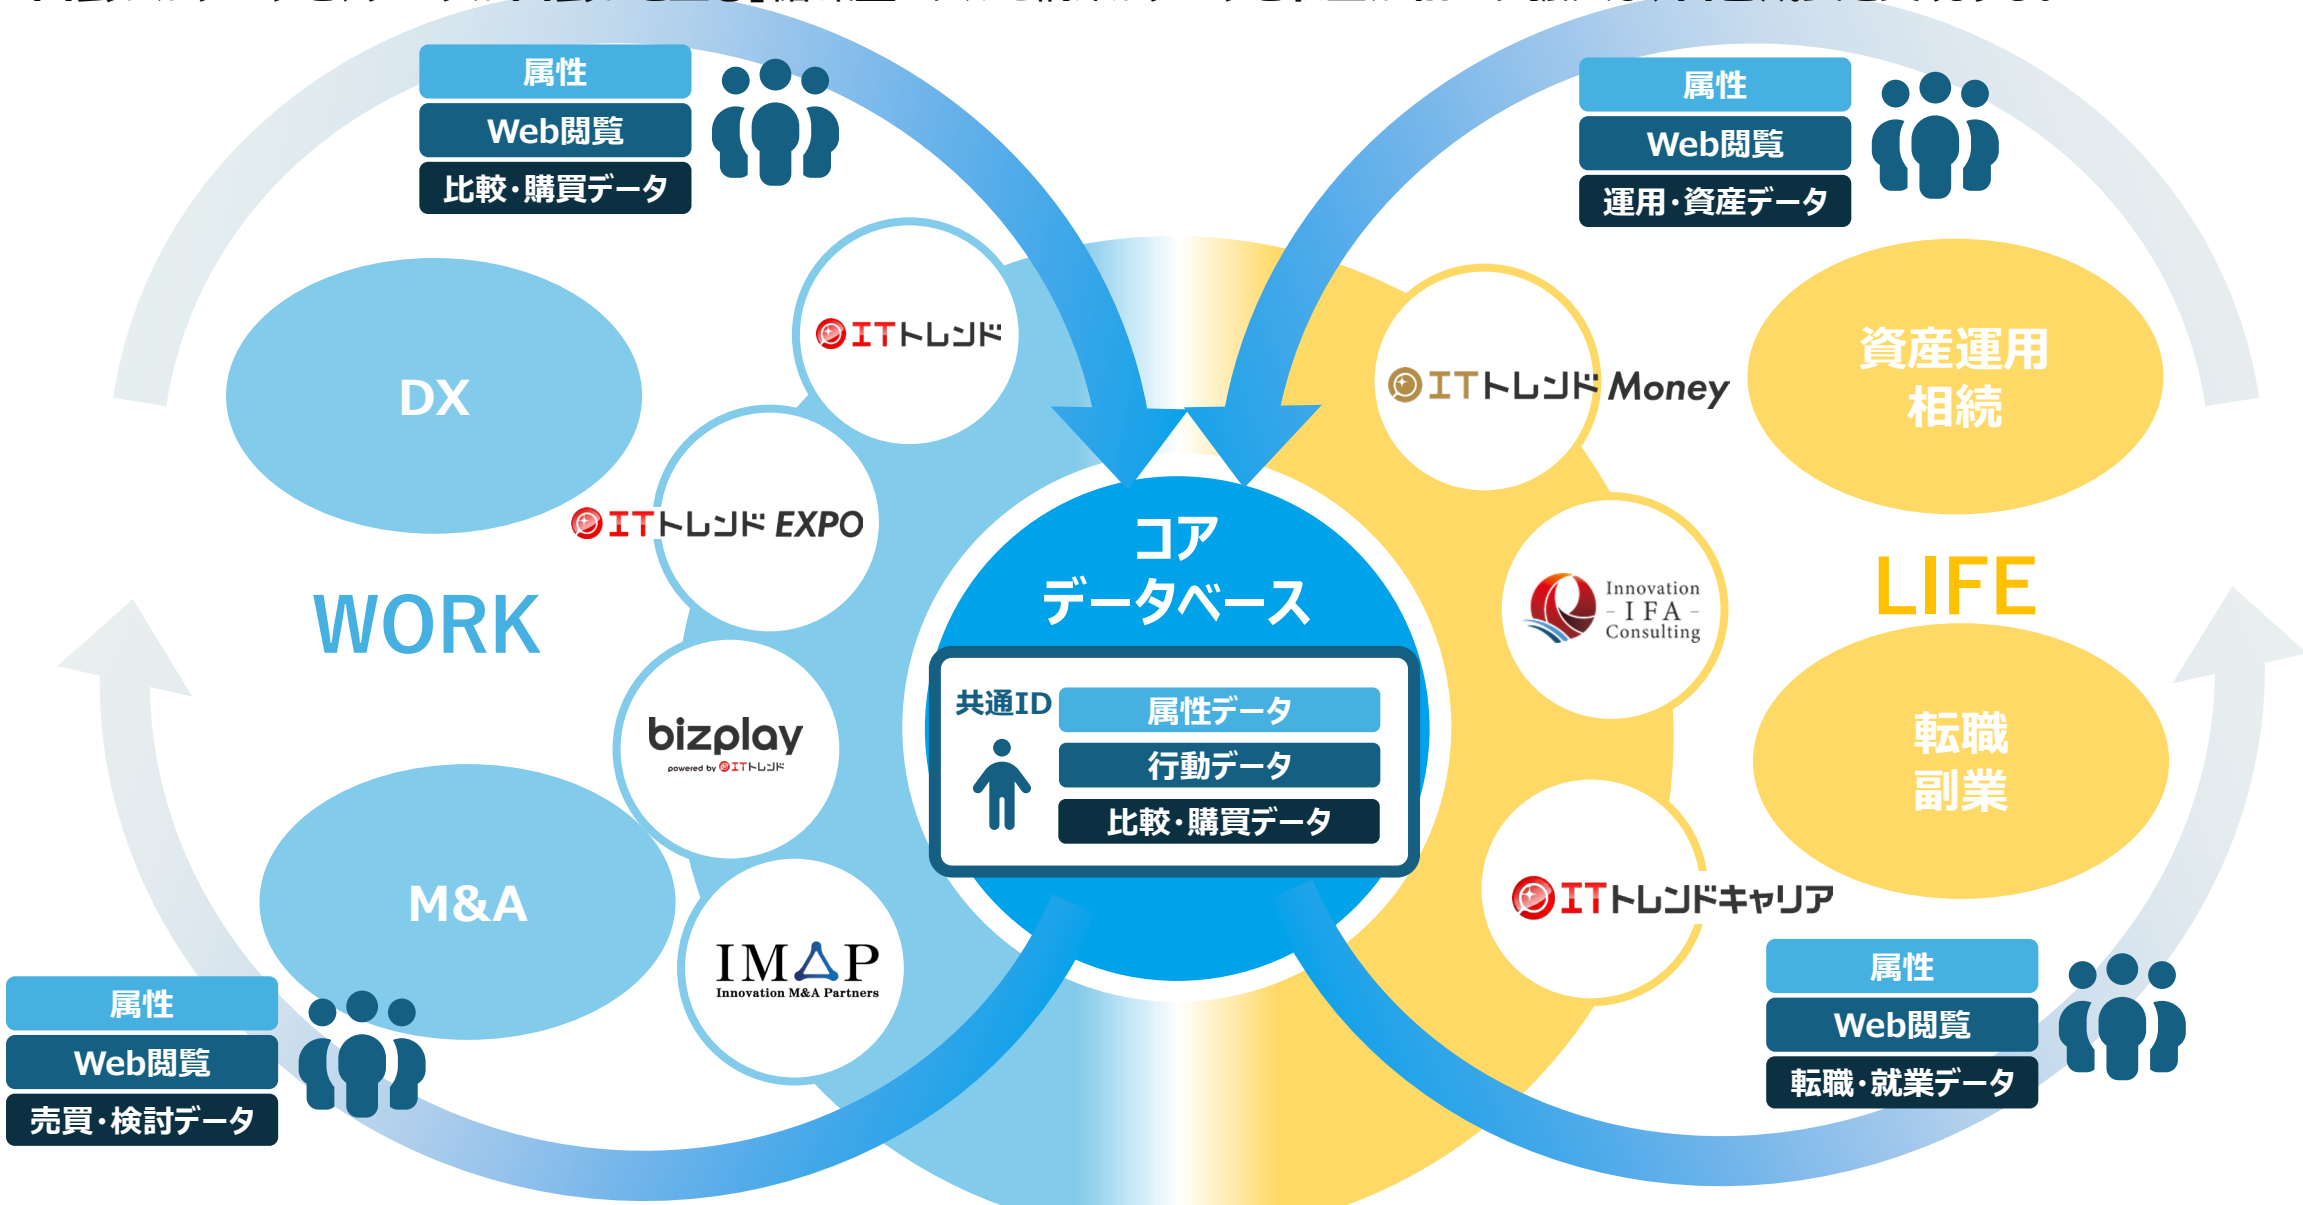 属性
Web閲覧
比較・購買データ
属性
Web閲覧
運用・資産データ
DX
ITトレンド
ITトレンド EXPO
WORK
bizplay
powered by ITトレンド
M&A
IMAP
Innovation M&A Partners
属性
Web閲覧
売買・検討データ
コア
データベース
共通ID
属性データ
行動データ
比較・購買データ
ITトレンド Money
資産運用
相続
Innovation
- IFA -
Consulting
LIFE
転職
副業
ITトレンドキャリア
属性
Web閲覧
転職・就業データ